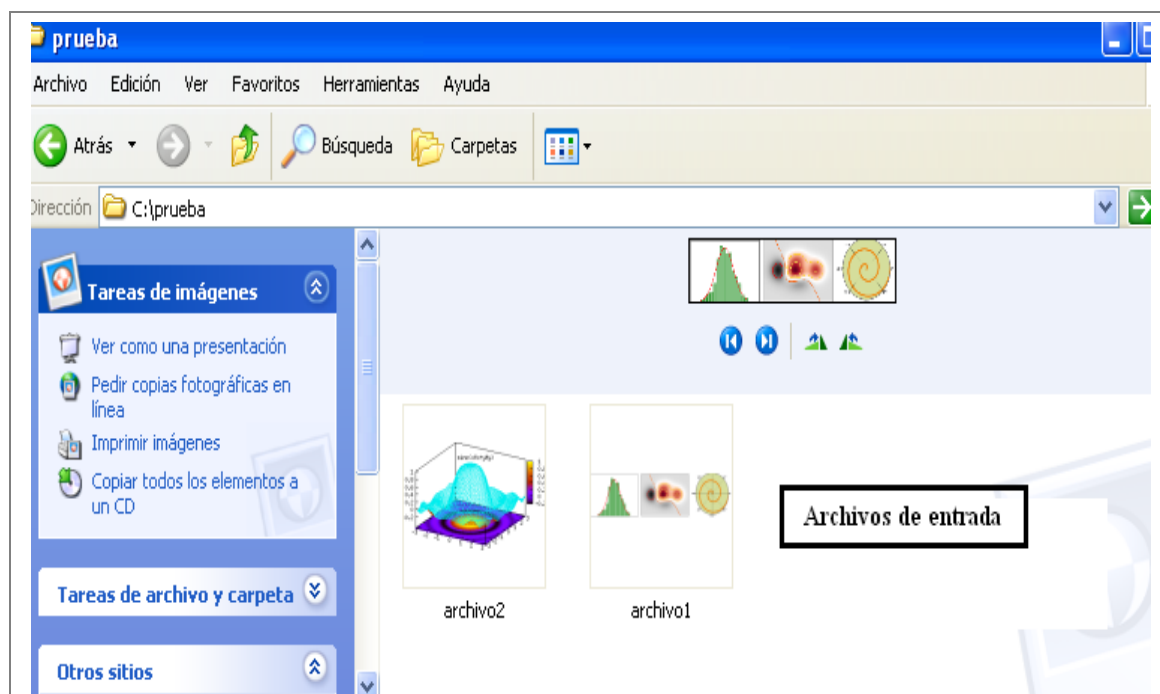 prueba
Archivo Edición Ver Favoritos Herramientas Ayuda
Atrás Búsqueda Carpetas
Dirección C:\prueba
Tareas de imágenes
Ver como una presentación
Pedir copias fotográficas en
línea
Imprimir imágenes
Copiar todos los elementos a
un CD
Tareas de archivo y carpeta
Otros sitios
archivo2 archivo1
Archivos de entrada